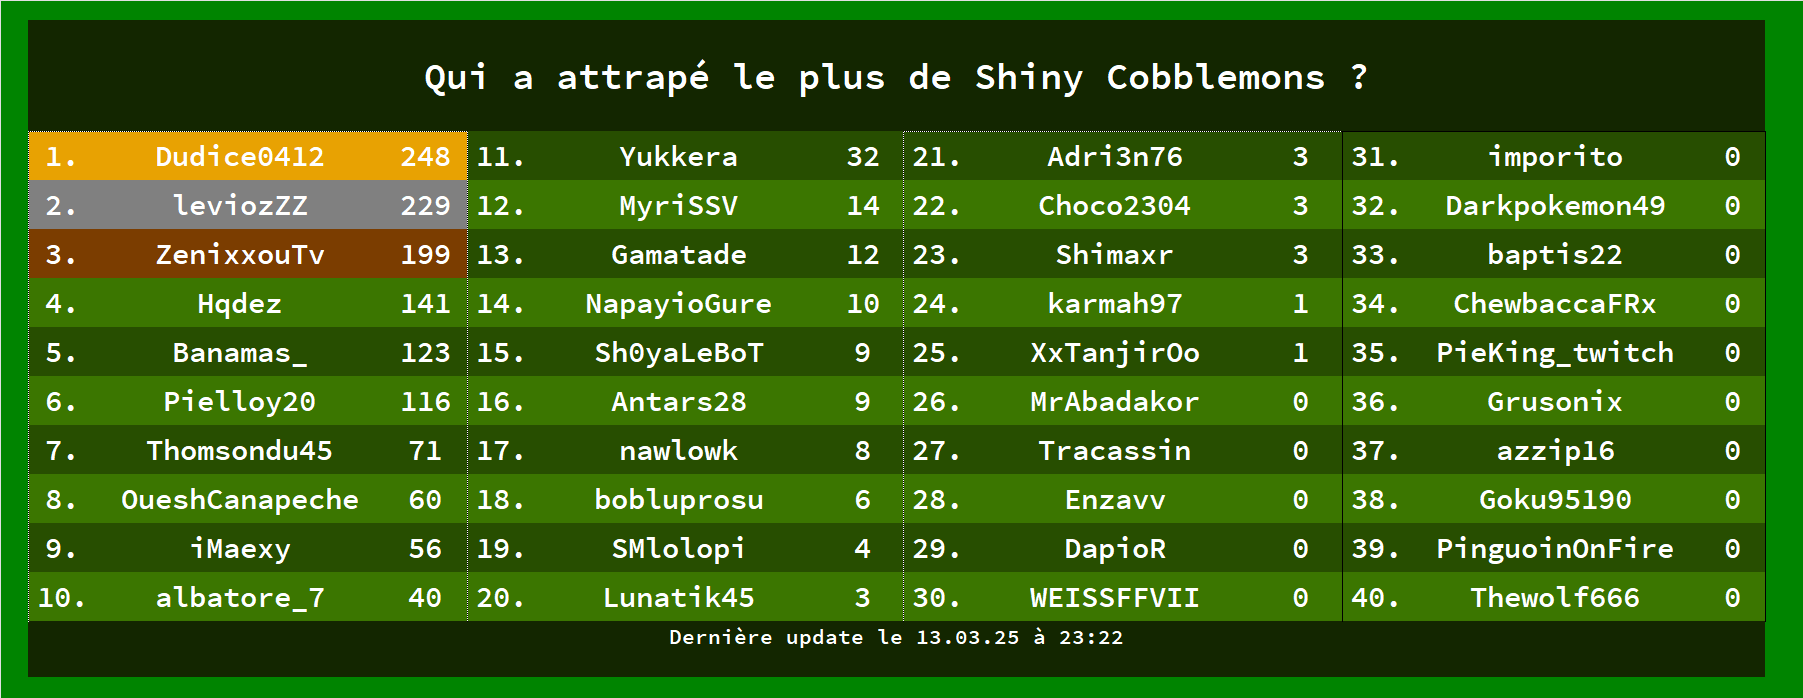 Qui a attrapé le plus de Shiny Cobblemons ?
1. Dudice0412 248
2. leviozZZ 229
3. ZenixxouTv 199
4. Hqdez 141
5. Banamas_ 123
6. Pielloy20 116
7. Thomsondu45 71
8. OueshCanapeche 60
9. iMaexy 56
10. albatore_7 40
11. Yukkera 32
12. MyriSSV 14
13. Gamatade 12
14. NapayioGure 10
15. Sh0yaLeBoT 9
16. Antars28 9
17. nawlowk 8
18. bobluprosu 6
19. SMlolopi 4
20. Lunatik45 3
21. Adri3n76 3
22. Choco2304 3
23. Shimaxr 3
24. karmah97 1
25. XxTanjirOo 1
26. MrAbadakor 0
27. Tracassin 0
28. Enzavv 0
29. DapioR 0
30. WEISSFFVII 0
31. imporito 0
32. Darkpokemon49 0
33. baptis22 0
34. ChewbaccaFRx 0
35. PieKing_twitch 0
36. Grusonix 0
37. azzip16 0
38. Goku95190 0
39. PinguoinOnFire 0
40. Thewolf666 0
Dernière update le 13.03.25 à 23:22